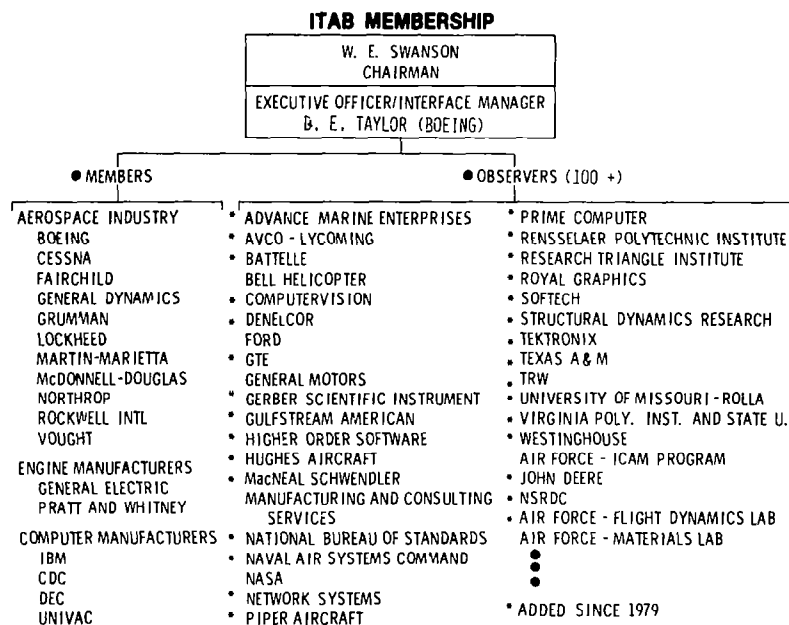 ITAB MEMBERSHIP
W. E. SWANSON
CHAIRMAN
EXECUTIVE OFFICER/INTERFACE MANAGER
D. E. TAYLOR (BOEING)
● MEMBERS
AEROSPACE INDUSTRY
BOEING
CESSNA
FAIRCHILD
GENERAL DYNAMICS
GRUMMAN
LOCKHEED
MARTIN-MARIETTA
McDONNELL-DOUGLAS
NORTHROP
ROCKWELL INTL
VOUGHT
ENGINE MANUFACTURERS
GENERAL ELECTRIC
PRATT AND WHITNEY
COMPUTER MANUFACTURERS
IBM
CDC
DEC
UNIVAC
● OBSERVERS (100 +)
* ADVANCE MARINE ENTERPRISES
* AVCO - LYCOMING
* BATTELLE
BELL HELICOPTER
* COMPUTERVISION
* DENELCOR
FORD
* GTE
GENERAL MOTORS
* GERBER SCIENTIFIC INSTRUMENT
* GULFSTREAM AMERICAN
* HIGHER ORDER SOFTWARE
* HUGHES AIRCRAFT
* MacNEAL SCHWENDLER
MANUFACTURING AND CONSULTING
SERVICES
* NATIONAL BUREAU OF STANDARDS
* NAVAL AIR SYSTEMS COMMAND
NASA
* NETWORK SYSTEMS
* PIPER AIRCRAFT
* PRIME COMPUTER
* RENSSELAER POLYTECHNIC INSTITUTE
* RESEARCH TRIANGLE INSTITUTE
* ROYAL GRAPHICS
* SOFTECH
* STRUCTURAL DYNAMICS RESEARCH
* TEKTRONIX
* TEXAS A & M
* TRW
* UNIVERSITY OF MISSOURI - ROLLA
* VIRGINIA POLY. INST. AND STATE U.
* WESTINGHOUSE
AIR FORCE - ICAM PROGRAM
* JOHN DEERE
* NSRDC
* AIR FORCE - FLIGHT DYNAMICS LAB
AIR FORCE - MATERIALS LAB
●
●
●
* ADDED SINCE 1979